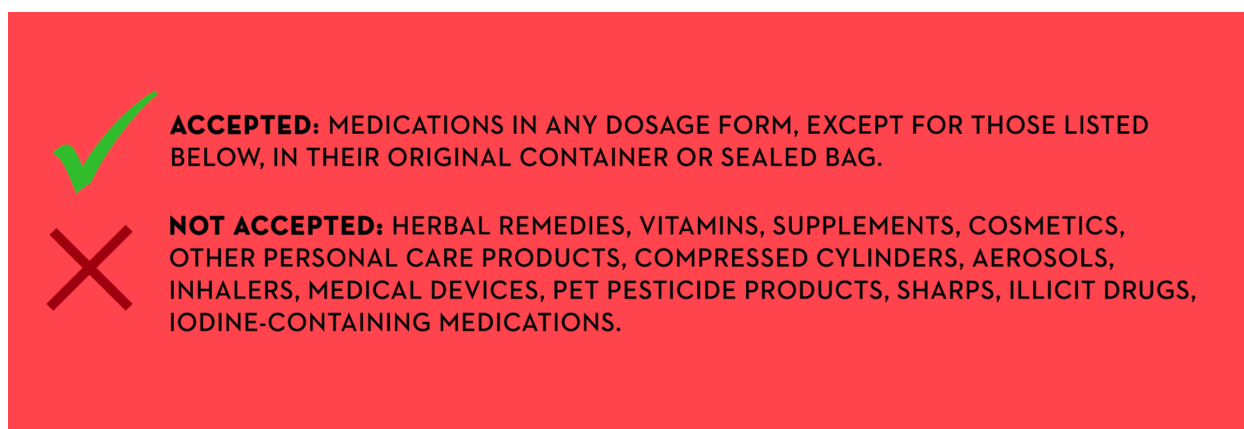 ACCEPTED: MEDICATIONS IN ANY DOSAGE FORM, EXCEPT FOR THOSE LISTED
BELOW, IN THEIR ORIGINAL CONTAINER OR SEALED BAG.
NOT ACCEPTED: HERBAL REMEDIES, VITAMINS, SUPPLEMENTS, COSMETICS,
OTHER PERSONAL CARE PRODUCTS, COMPRESSED CYLINDERS, AEROSOLS,
INHALERS, MEDICAL DEVICES, PET PESTICIDE PRODUCTS, SHARPS, ILLICIT DRUGS,
IODINE-CONTAINING MEDICATIONS.